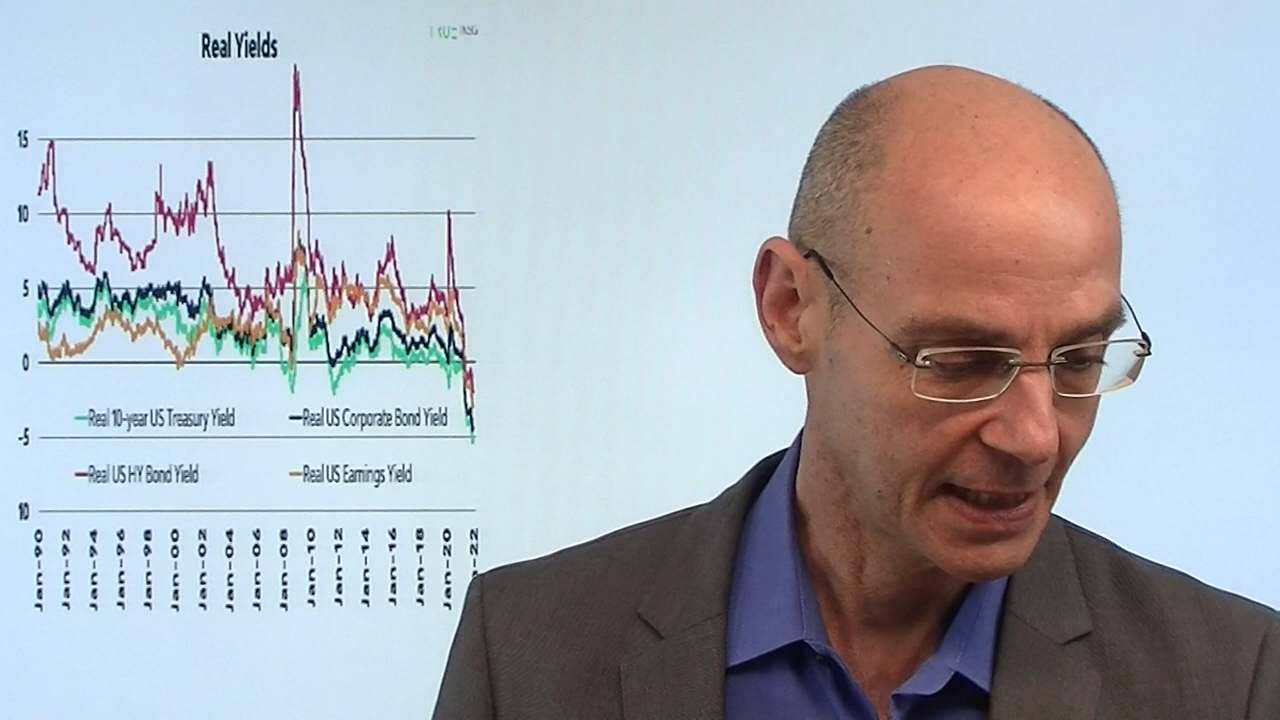 Real Yields
15
10
5
0
Real 10-year US Treasury Yield
Real US Corporate Bond Yield
-5
Real US HY Bond Yield
Real US Earnings Yield
10
Jan-90
Jan-92
Jan-94
Jan-96
Jan-98
Jan-00
Jan-02
Jan-04
Jan-06
Jan-08
Jan-10
Jan-12
Jan-14
Jan-16
Jan-18
Jan-20
-22